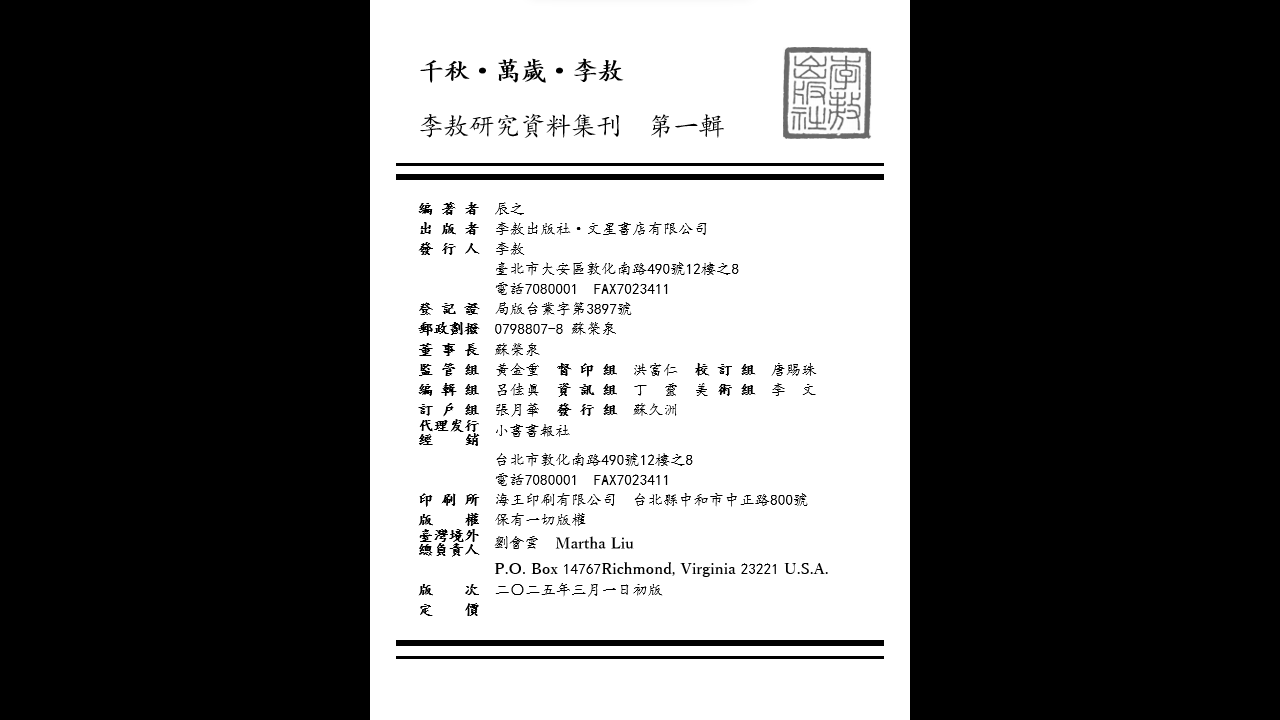 千秋・萬歲・李敖
李敖出版社
李敖研究資料集刊　第一輯
編著者　辰之
出版者　李敖出版社・文星書店有限公司
發行人　李敖
臺北市大安區敦化南路490號12樓之8
電話7080001　FAX7023411
登記證　局版台業字第3897號
郵政劃撥　0798807-8 蘇榮泉
董事長　蘇榮泉
監管組　黃金重　督印組　洪富仁　校訂組　唐賜珠
編輯組　呂佳眞　資訊組　丁　靈　美術組　李　文
訂戶組　張月華　發行組　蘇久洲
代理发行
經銷　小書書報社
台北市敦化南路490號12樓之8
電話7080001　FAX7023411
印刷所　海王印刷有限公司　台北縣中和市中正路800號
版權　保有一切版權
臺灣境外
總負責人　劉會雲　Martha Liu
P.O. Box 14767Richmond, Virginia 23221 U.S.A.
版次　二〇二五年三月一日初版
定價